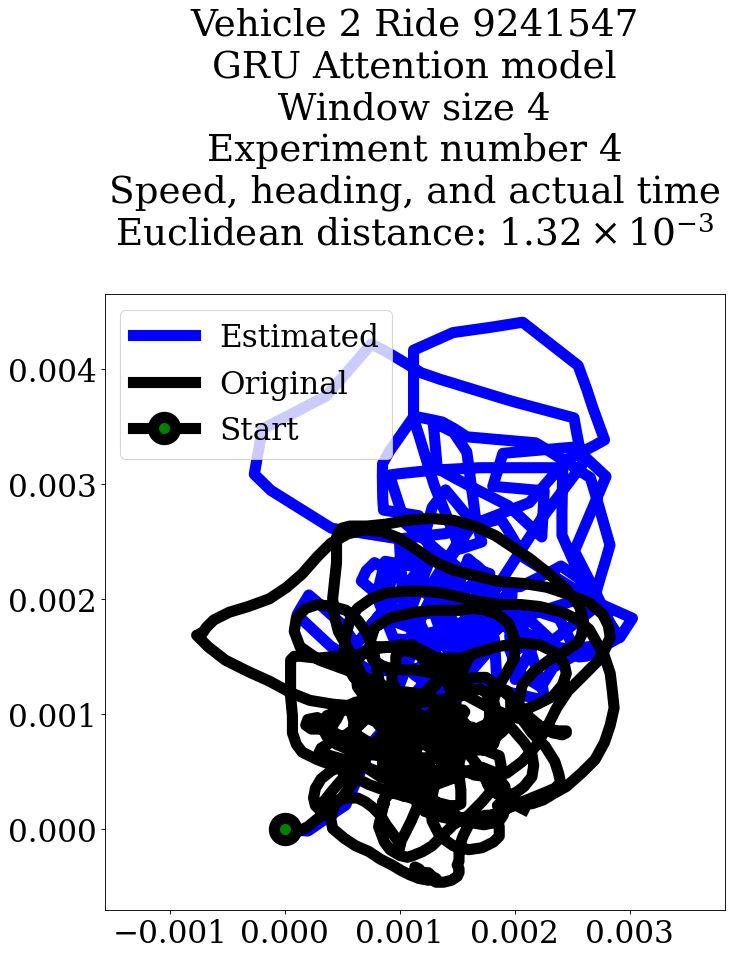 Vehicle 2 Ride 9241547
GRU Attention model
Window size 4
Experiment number 4
Speed, heading, and actual time
Euclidean distance: 1.32 × 10⁻³
Estimated
Original
Start
0.004
0.003
0.002
0.001
0.000
−0.001 0.000 0.001 0.002 0.003